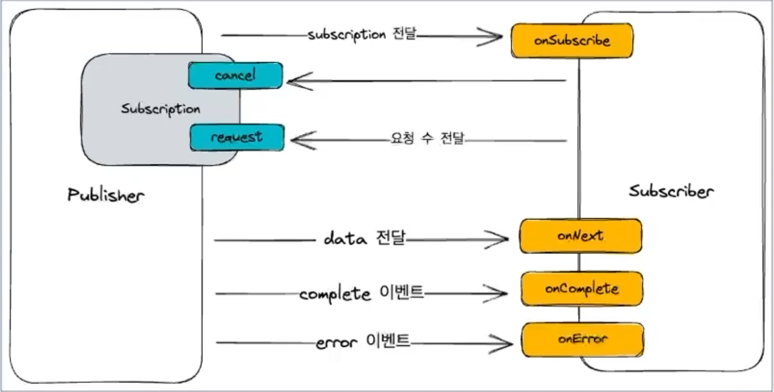 subscription 전달
onSubscribe
cancel
Subscription
request
요청 수 전달
Publisher
Subscriber
data 전달
onNext
complete 이벤트
onComplete
error 이벤트
onError